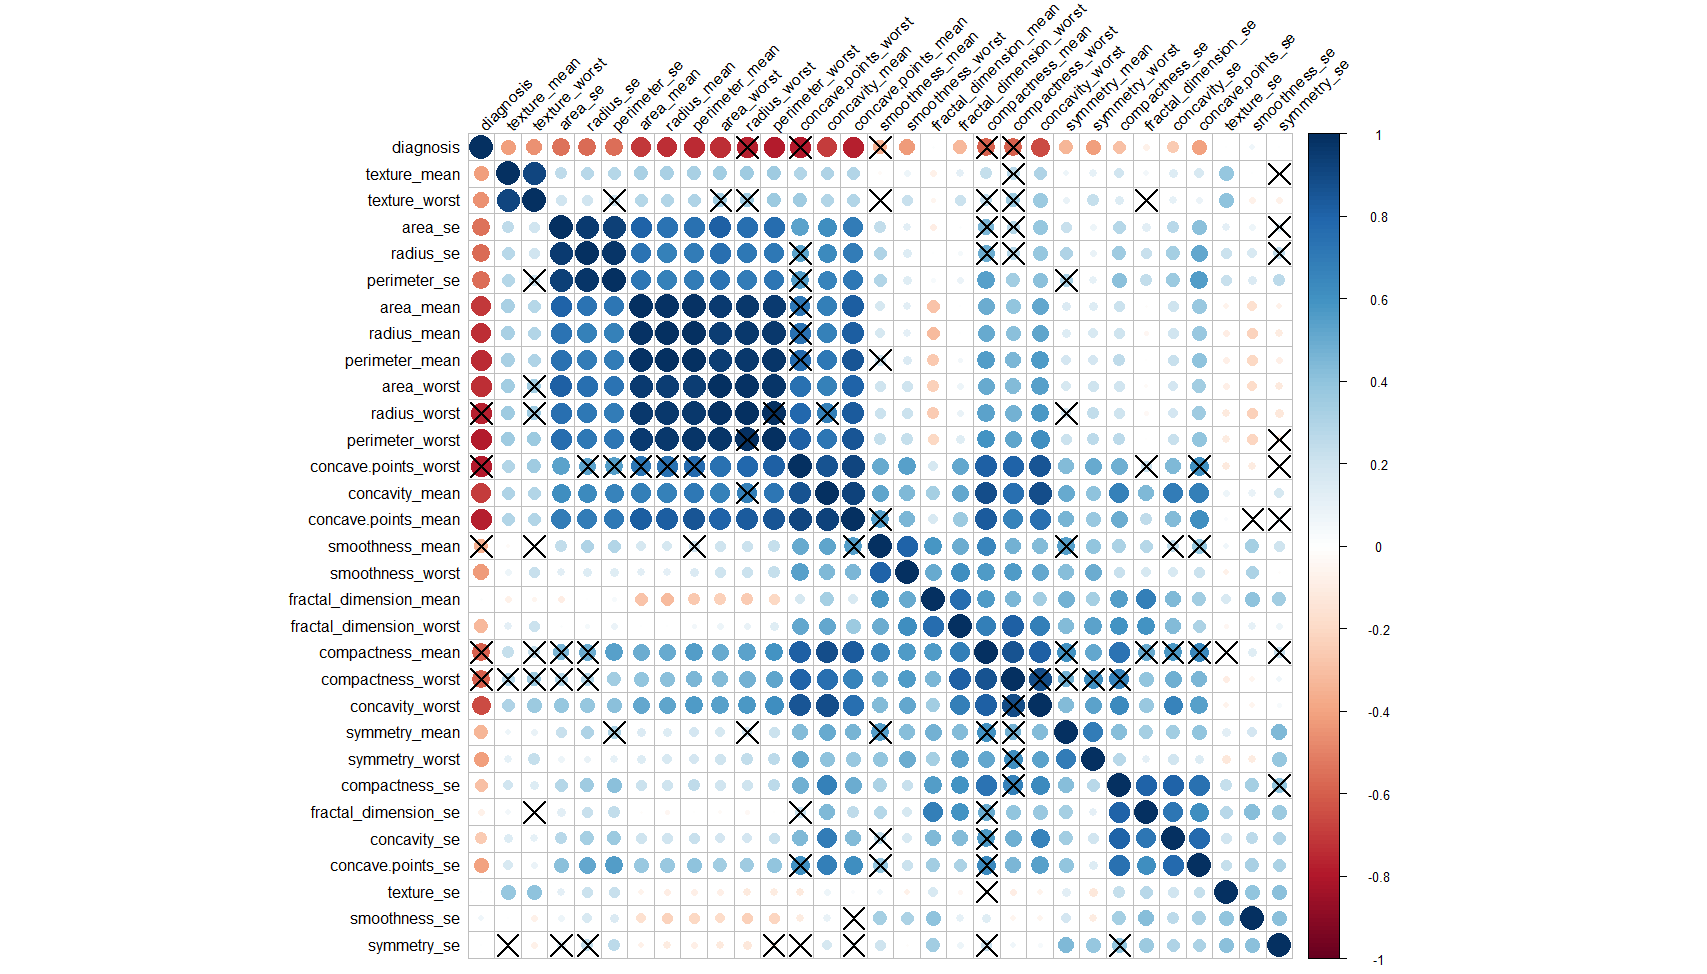 diagnosis
texture_mean
texture_worst
area_se
radius_se
perimeter_se
area_mean
radius_mean
perimeter_mean
area_worst
radius_worst
perimeter_worst
concave.points_worst
concavity_mean
concave.points_mean
smoothness_mean
smoothness_worst
fractal_dimension_mean
fractal_dimension_worst
compactness_mean
compactness_worst
concavity_worst
symmetry_mean
symmetry_worst
compactness_se
fractal_dimension_se
concavity_se
concave.points_se
texture_se
smoothness_se
symmetry_se
diagnosis
texture_mean
texture_worst
area_se
radius_se
perimeter_se
area_mean
radius_mean
perimeter_mean
area_worst
radius_worst
perimeter_worst
concave.points_worst
concavity_mean
concave.points_mean
smoothness_mean
smoothness_worst
fractal_dimension_mean
fractal_dimension_worst
compactness_mean
compactness_worst
concavity_worst
symmetry_mean
symmetry_worst
compactness_se
fractal_dimension_se
concavity_se
concave.points_se
texture_se
smoothness_se
symmetry_se
1
0.8
0.6
0.4
0.2
0
-0.2
-0.4
-0.6
-0.8
-1